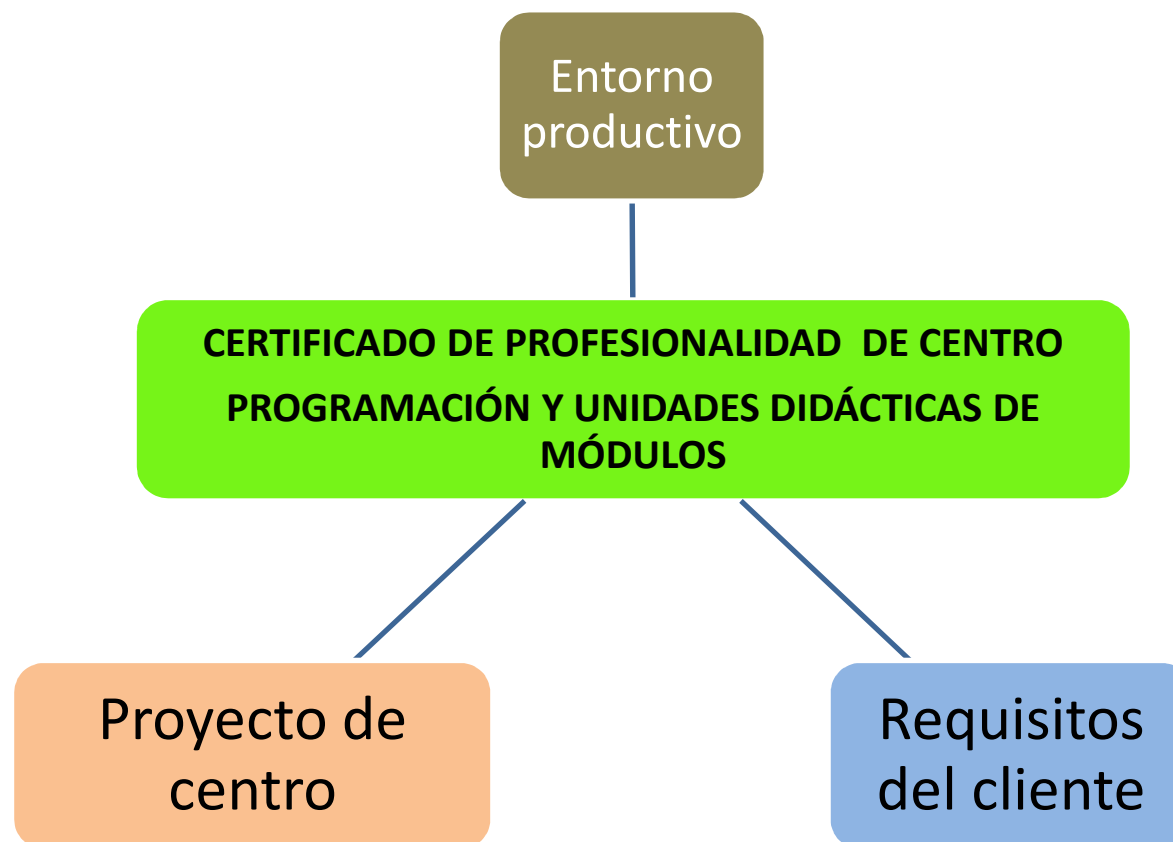 Entorno
productivo
CERTIFICADO DE PROFESIONALIDAD DE CENTRO
PROGRAMACIÓN Y UNIDADES DIDÁCTICAS DE
MÓDULOS
Proyecto de
centro
Requisitos
del cliente